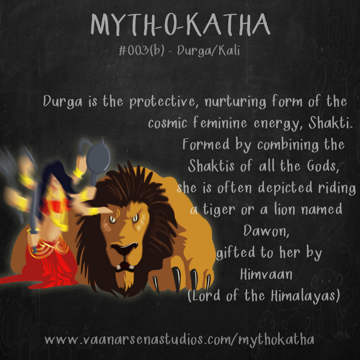 MYTH-O-KATHA
#003(b) - Durga/Kali
Durga is the protective, nurturing form of the
cosmic feminine energy, Shakti.
Formed by combining the
Shaktis of all the Gods,
she is often depicted riding
a tiger or a lion named
Dawon,
gifted to her by
Himvaan
(Lord of the Himalayas)
www.vaanarsenastudios.com/mythokatha